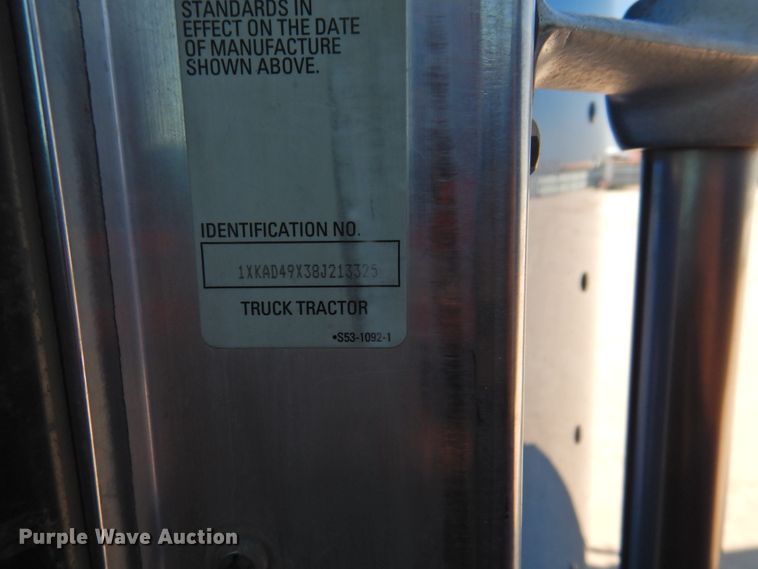 STANDARDS IN
EFFECT ON THE DATE
OF MANUFACTURE
SHOWN ABOVE.
IDENTIFICATION NO.
1XKAD49X38J213325
TRUCK TRACTOR
•S53-1092-1
Purple Wave Auction